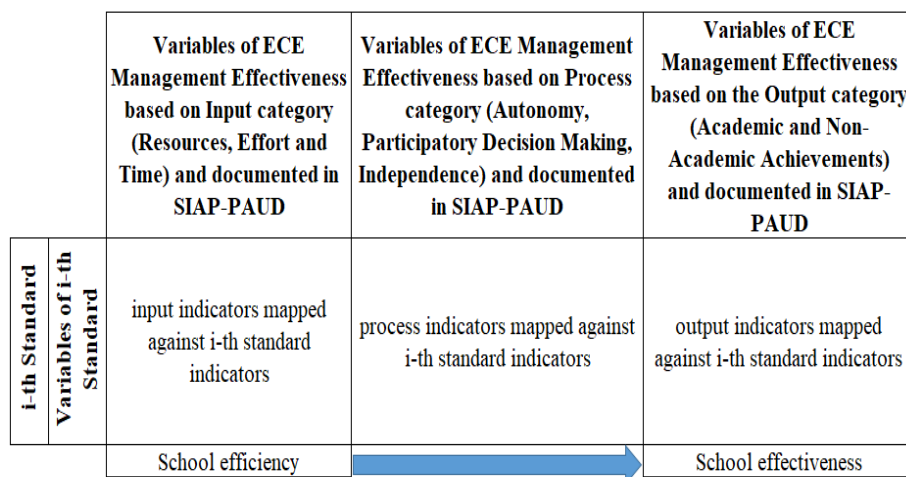 Variables of ECE
Management Effectiveness
based on Input category
(Resources, Effort and
Time) and documented in
SIAP-PAUD
Variables of ECE Management
Effectiveness based on Process
category (Autonomy,
Participatory Decision Making,
Independence) and documented
in SIAP-PAUD
Variables of ECE
Management Effectiveness
based on the Output category
(Academic and Non-
Academic Achievements)
and documented in SIAP-
PAUD
i-th Standard
Variables of i-th
Standard
input indicators mapped
against i-th standard
indicators
process indicators mapped against
i-th standard indicators
output indicators mapped
against i-th standard indicators
School efficiency
School effectiveness